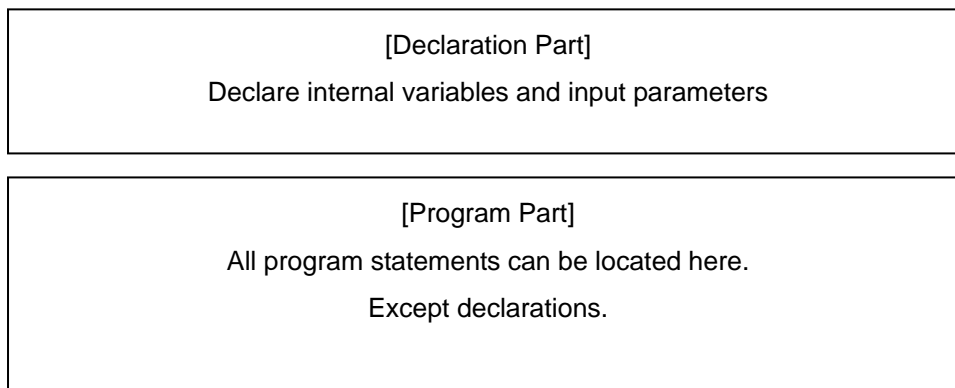 [Declaration Part]
Declare internal variables and input parameters
[Program Part]
All program statements can be located here.
Except declarations.